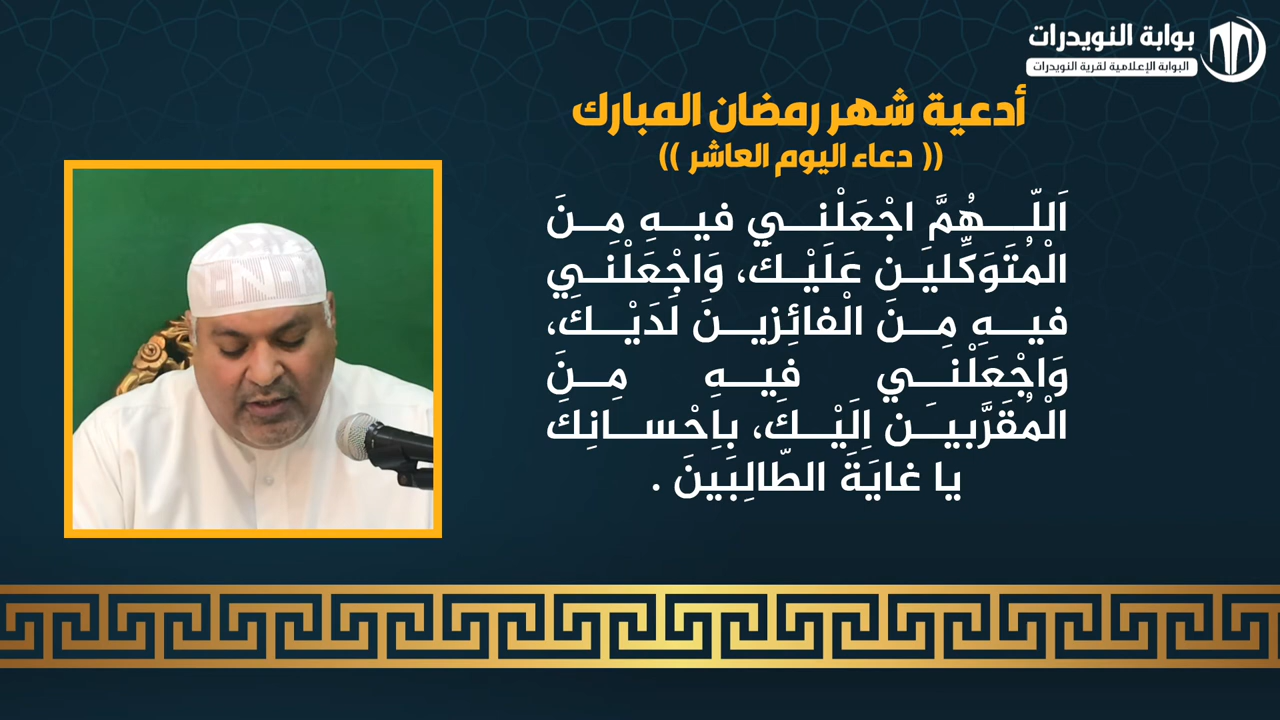 بوابة النويدرات
البوابة الإعلامية لقرية النويدرات
أدعية شهر رمضان المبارك
(( دعاء اليوم العاشر ))
اَللّـهُمَّ اجْعَلْنـي فيـهِ مِـنَ
الْمُتَوَكِّليـن عَلَيْـكَ، وَاجْعَلْنـي
فيـهِ مِـنَ الْفائِزيـنَ لَدَيْـكَ،
وَاجْعَلْنـي فيـهِ مِـنَ
الْمُقَرَّبيـَن اِلَيْـكَ، بِاِحْسـانِكَ
يا غايَةَ الطّالِبَينَ .